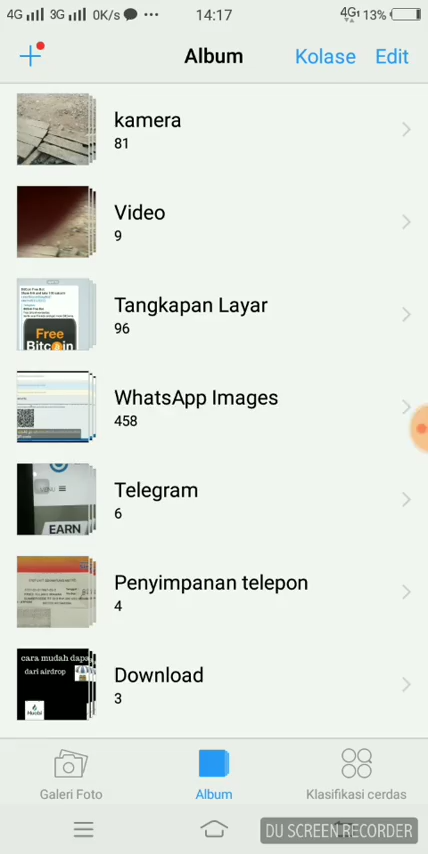 4G 3G 0K/s ... 14:17 4G 13%
Album Kolase Edit
kamera
81
Video
9
Free
Bitcoin
Tangkapan Layar
96
WhatsApp Images
458
EARN
Telegram
6
Penyimpanan telepon
4
cara mudah dapa
dari airdrop
Download
3
Galeri Foto Album Klasifikasi cerdas
DU SCREEN RECORDER